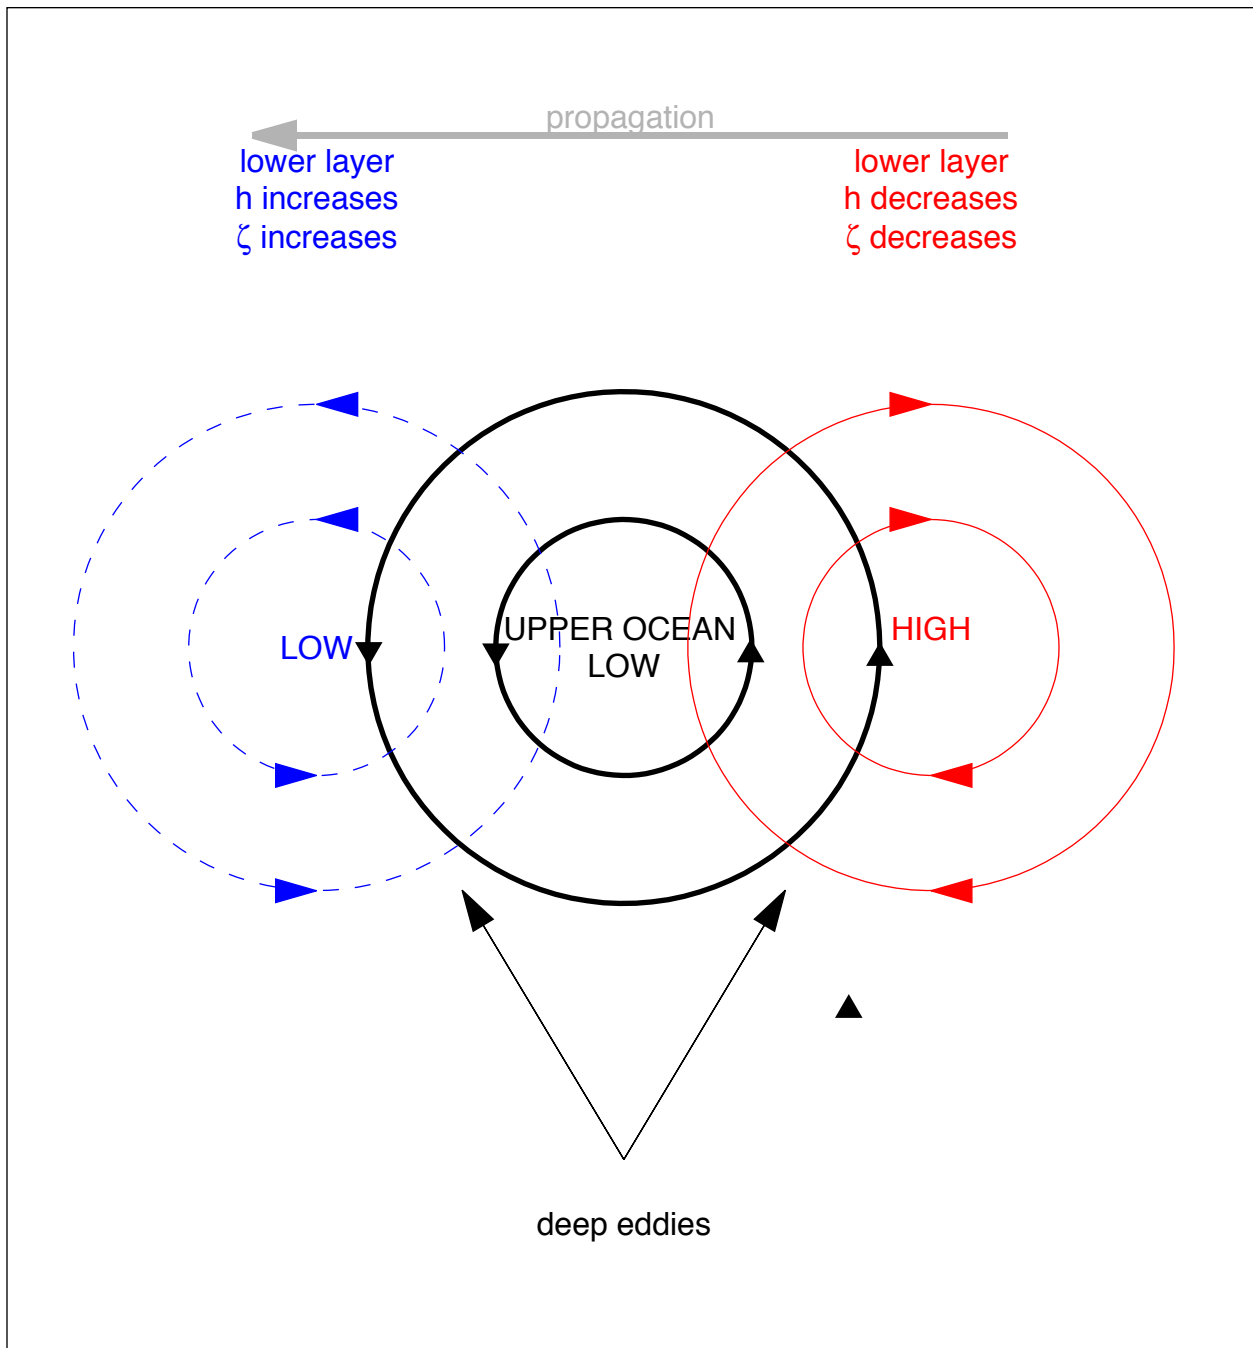 propagation
lower layer
h increases
ζ increases
lower layer
h decreases
ζ decreases
LOW
UPPER OCEAN
LOW
HIGH
deep eddies